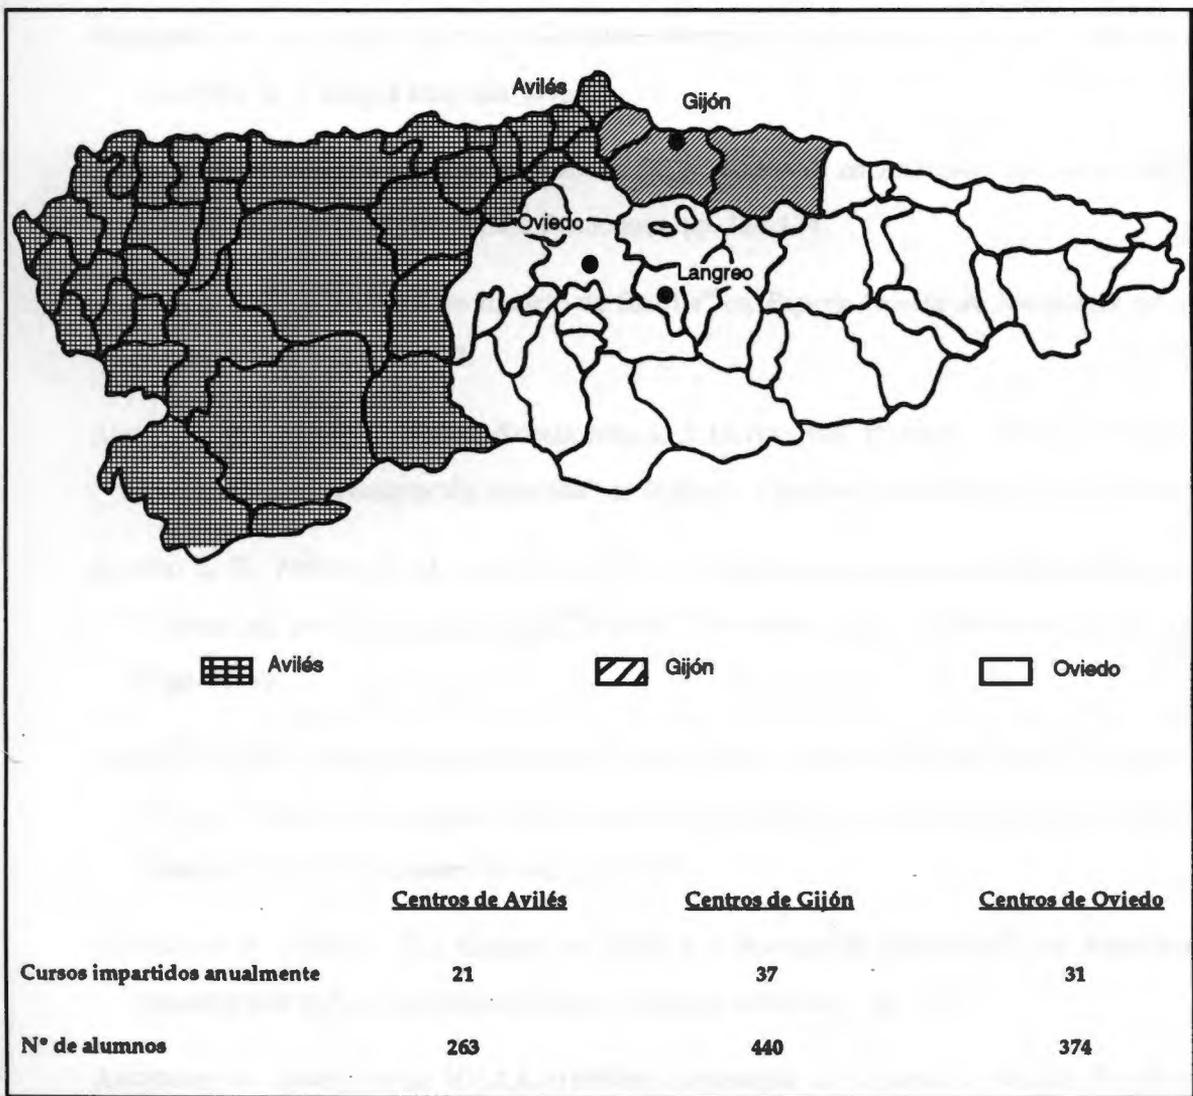 Avilés
Gijón
Oviedo
Langreo
Avilés Gijón Oviedo
Centros de Avilés Centros de Gijón Centros de Oviedo
Cursos impartidos anualmente 21 37 31
N° de alumnos 263 440 374